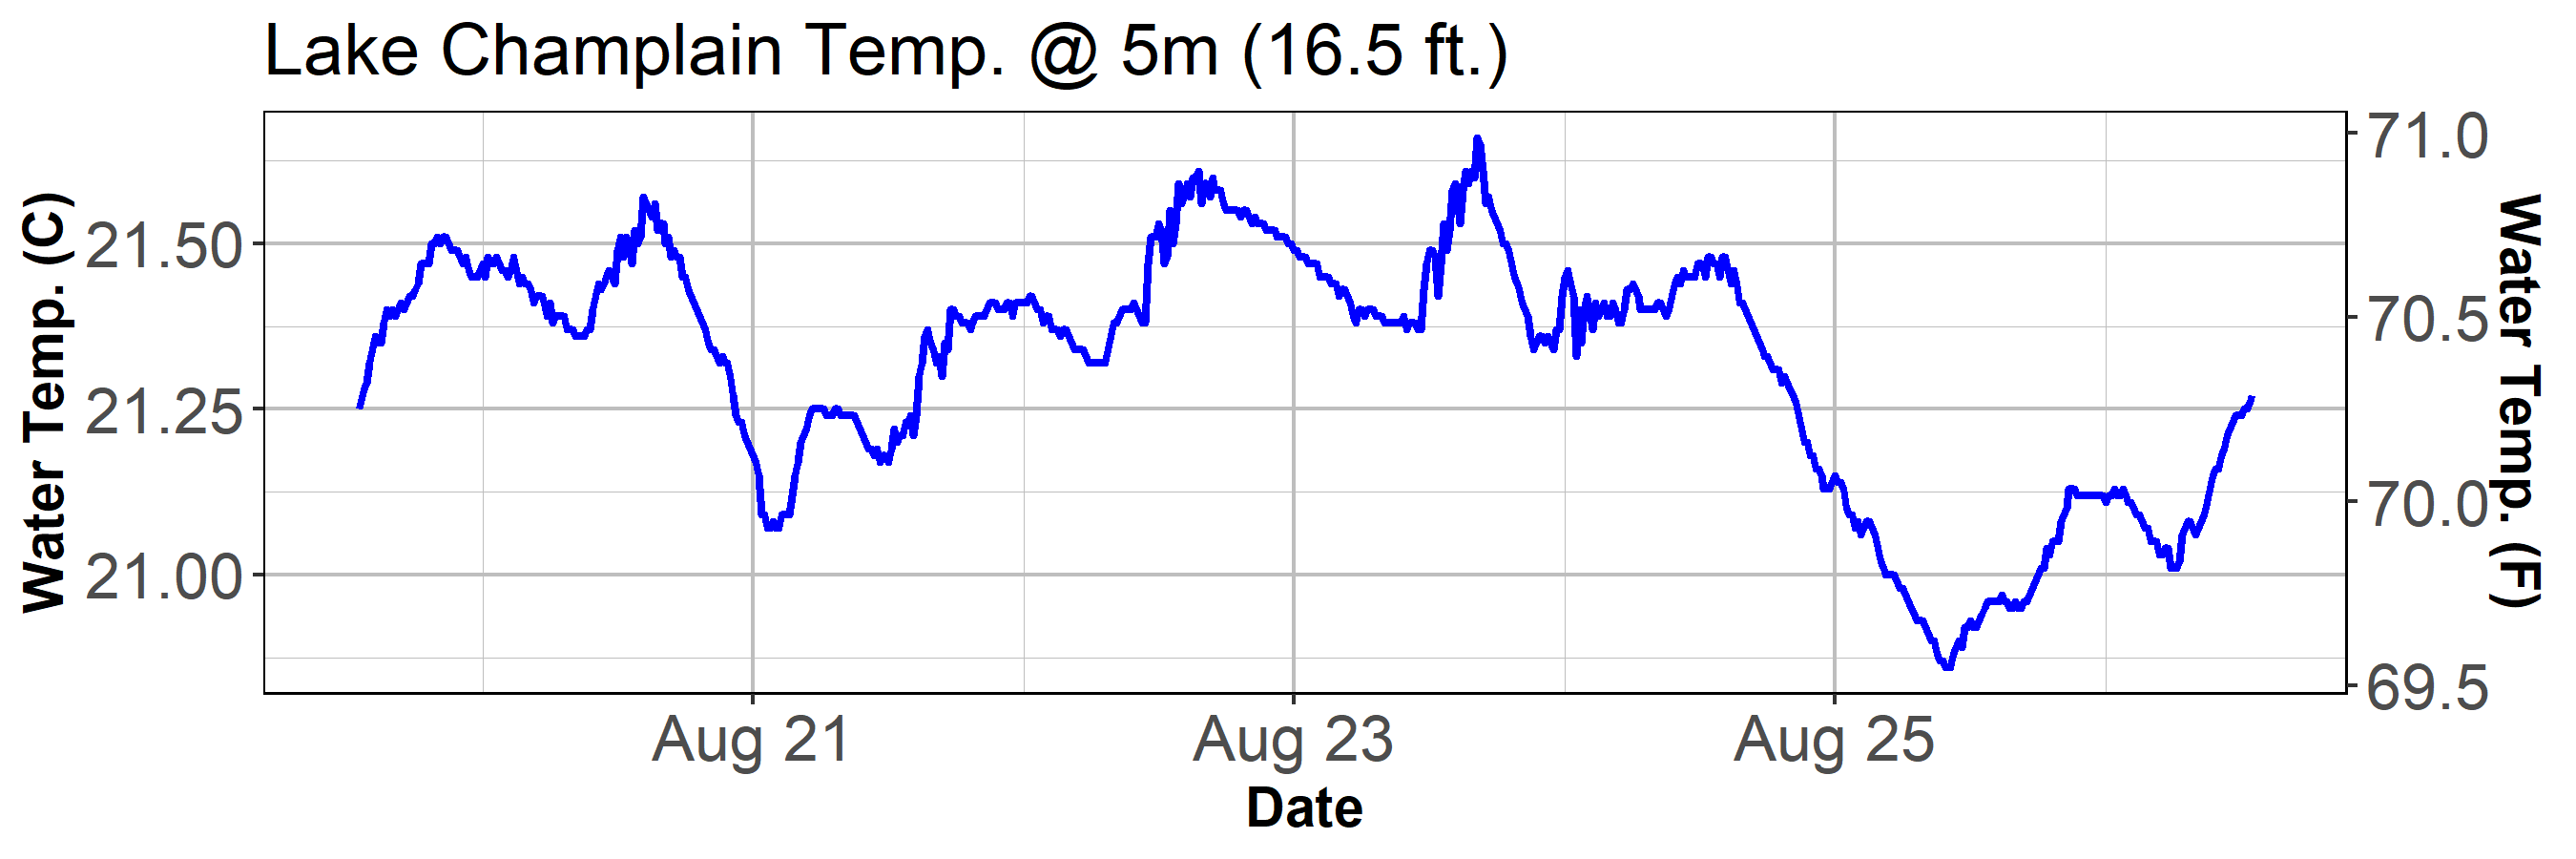 Lake Champlain Temp. @ 5m (16.5 ft.)
Water Temp. (C)
21.50
21.25
21.00
71.0
70.5
70.0
69.5
Water Temp. (F)
Aug 21
Aug 23
Aug 25
Date